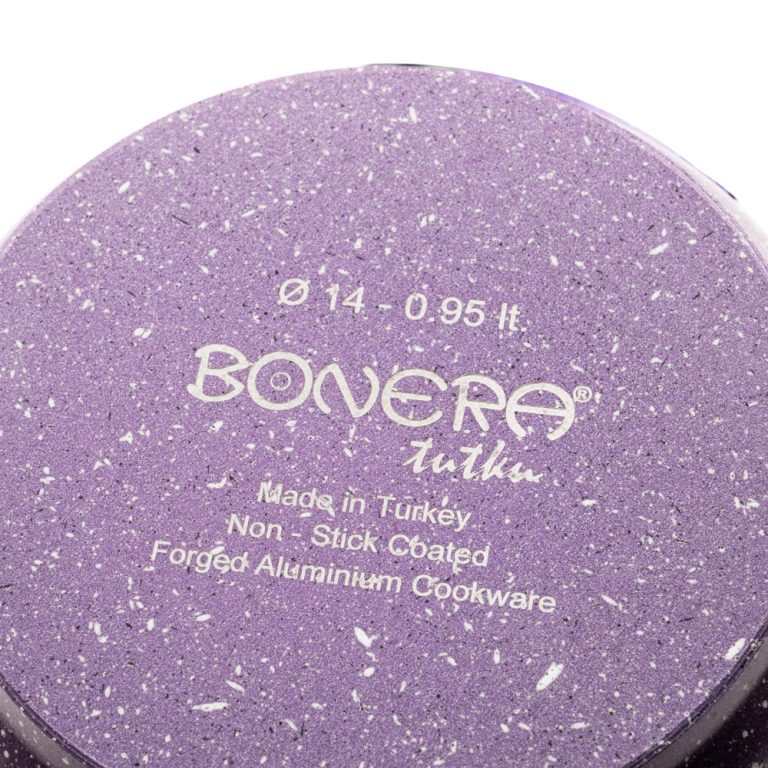 Ø 14 - 0.95 lt.
BONERA®
tutku
Made in Turkey
Non - Stick Coated
Forged Aluminium Cookware